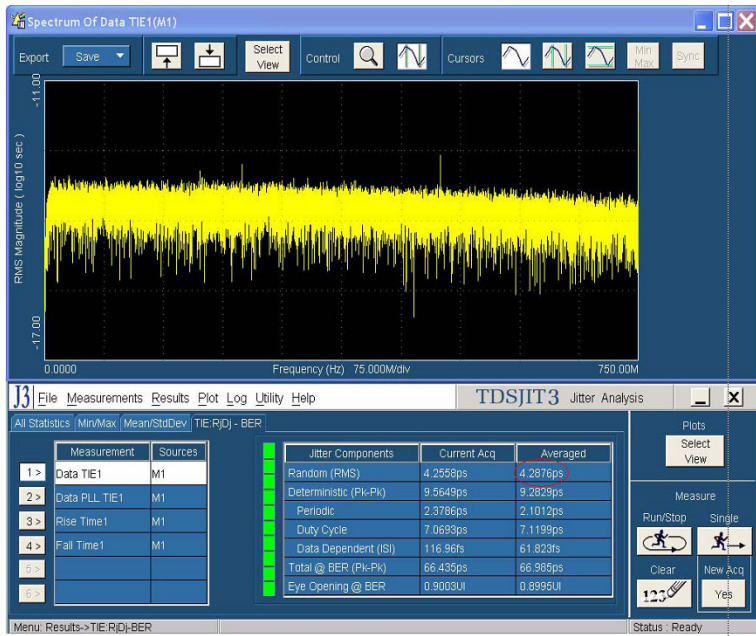 Spectrum Of Data TIE1(M1)
Export Save Select View Control Cursors Min Max Sync
-11.00
RMS Magnitude ( log10 sec )
-17.00
0.0000 Frequency (Hz) 75.000M/div 750.00M
J3 File Measurements Results Plot Log Utility Help TDSJIT3 Jitter Analysis
All Statistics Min/Max Mean/StdDev TIE:RjDj - BER
Measurement Sources
1 > Data TIE1 M1
2 > Data PLL TIE1 M1
3 > Rise Time1 M1
4 > Fall Time1 M1
5 >
6 >
Jitter Components Current Acq Averaged
Random (RMS) 4.2558ps 4.2876ps
Deterministic (Pk-Pk) 9.5649ps 9.2829ps
Periodic 2.3786ps 2.1012ps
Duty Cycle 7.0693ps 7.1199ps
Data Dependent (ISI) 116.96fs 61.823fs
Total @ BER (Pk-Pk) 66.435ps 66.985ps
Eye Opening @ BER 0.9003UI 0.8995UI
Plots
Select
View
Measure
Run/Stop Single
Clear New Acq
123 Yes
Menu: Results->TIE:RjDj-BER Status : Ready